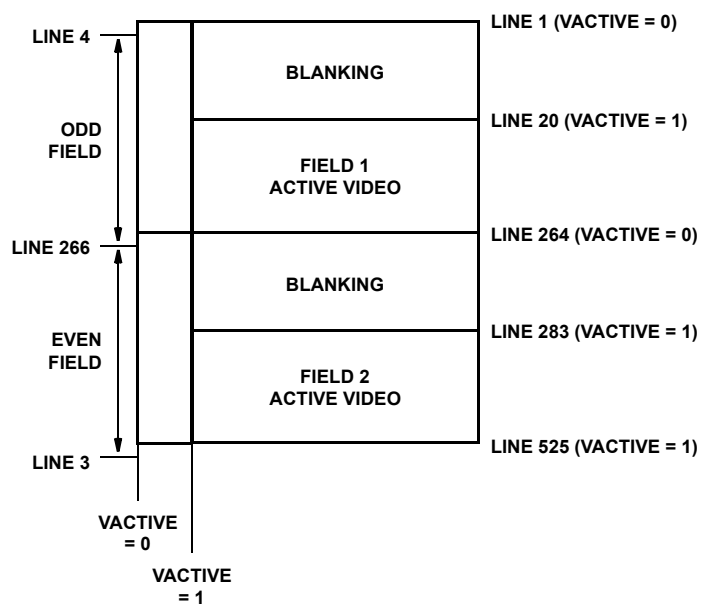 LINE 1 (VACTIVE = 0)
LINE 4
BLANKING
LINE 20 (VACTIVE = 1)
ODD
FIELD
FIELD 1
ACTIVE VIDEO
LINE 264 (VACTIVE = 0)
LINE 266
BLANKING
LINE 283 (VACTIVE = 1)
EVEN
FIELD
FIELD 2
ACTIVE VIDEO
LINE 525 (VACTIVE = 1)
LINE 3
VACTIVE
= 0
VACTIVE
= 1